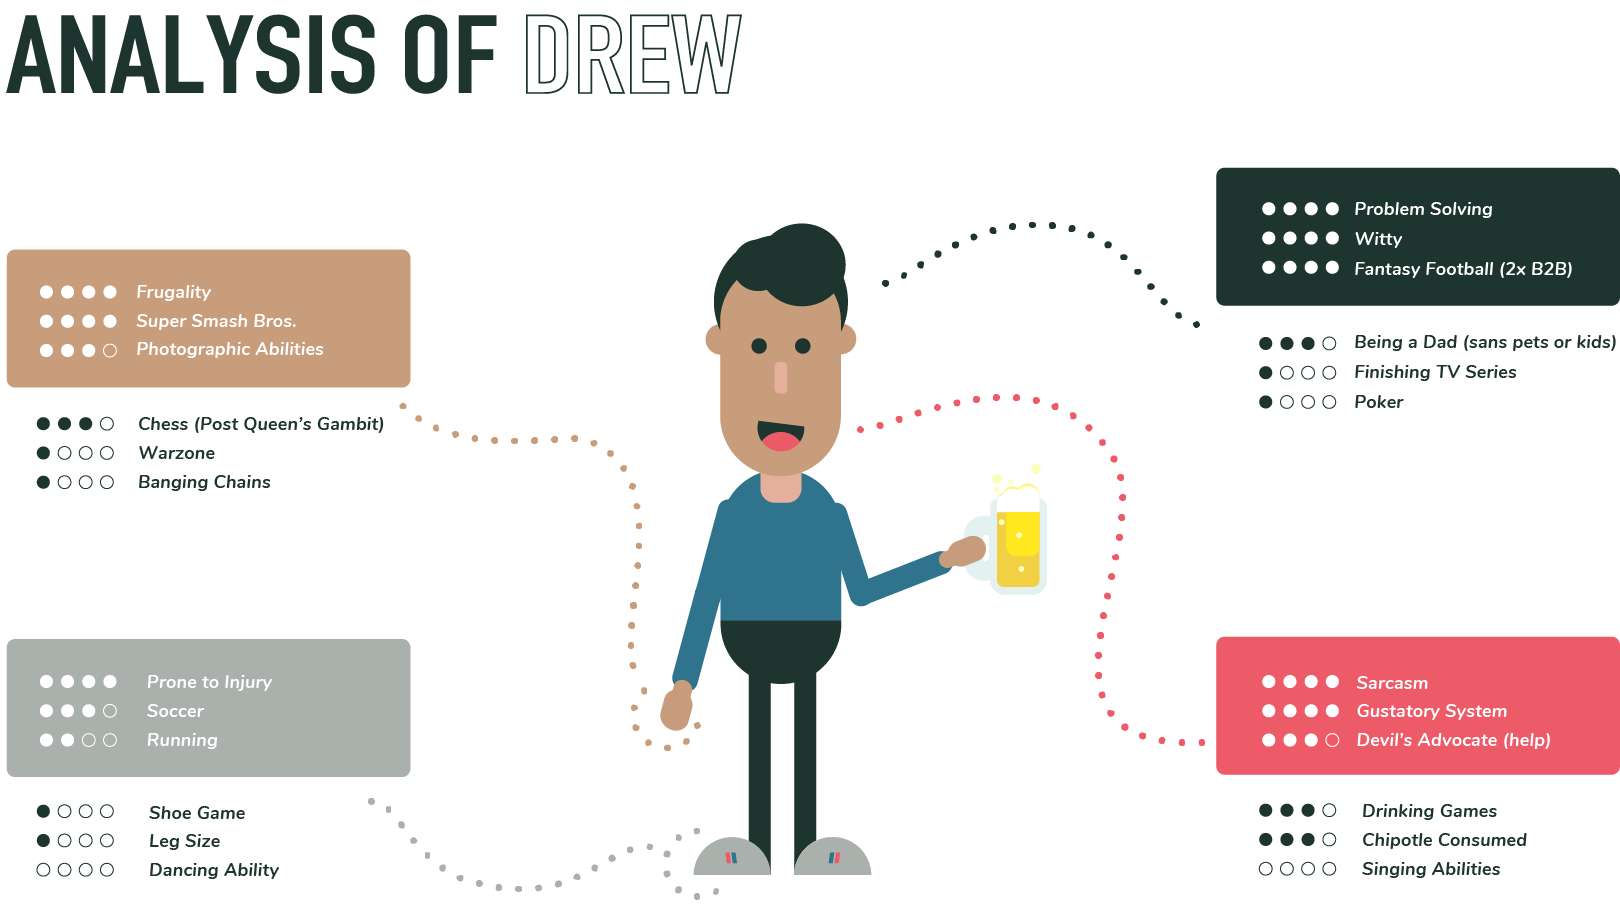 ANALYSIS OF DREW
Frugality
Super Smash Bros.
Photographic Abilities
Chess (Post Queen's Gambit)
Warzone
Banging Chains
Prone to Injury
Soccer
Running
Shoe Game
Leg Size
Dancing Ability
Problem Solving
Witty
Fantasy Football (2x B2B)
Being a Dad (sans pets or kids)
Finishing TV Series
Poker
Sarcasm
Gustatory System
Devil's Advocate (help)
Drinking Games
Chipotle Consumed
Singing Abilities